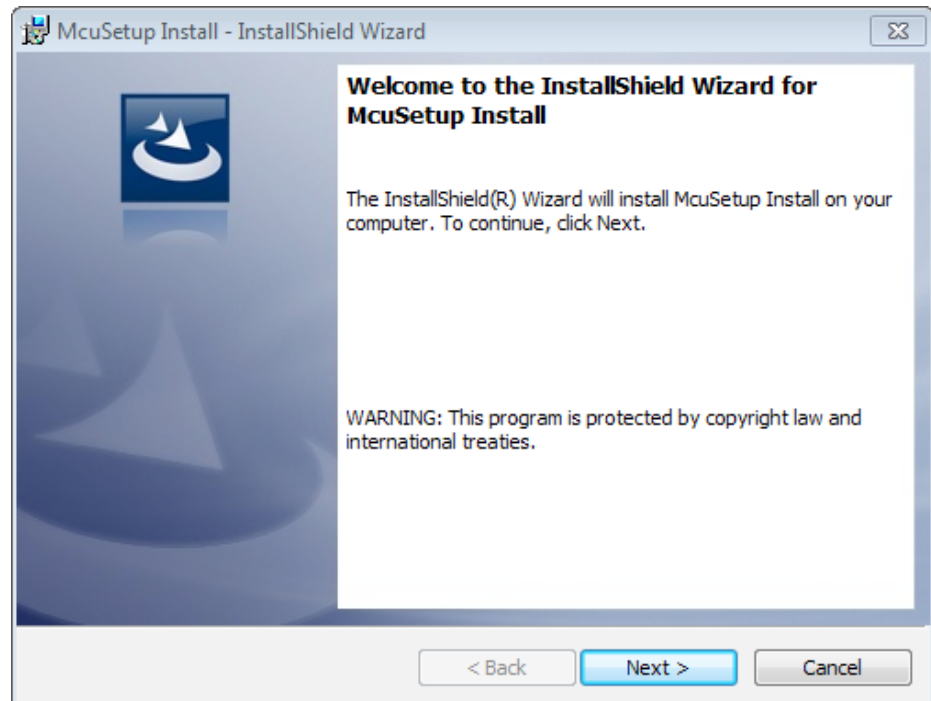 McuSetup Install - InstallShield Wizard
Welcome to the InstallShield Wizard for
McuSetup Install
The InstallShield(R) Wizard will install McuSetup Install on your
computer. To continue, click Next.
WARNING: This program is protected by copyright law and
international treaties.
< Back
Next >
Cancel